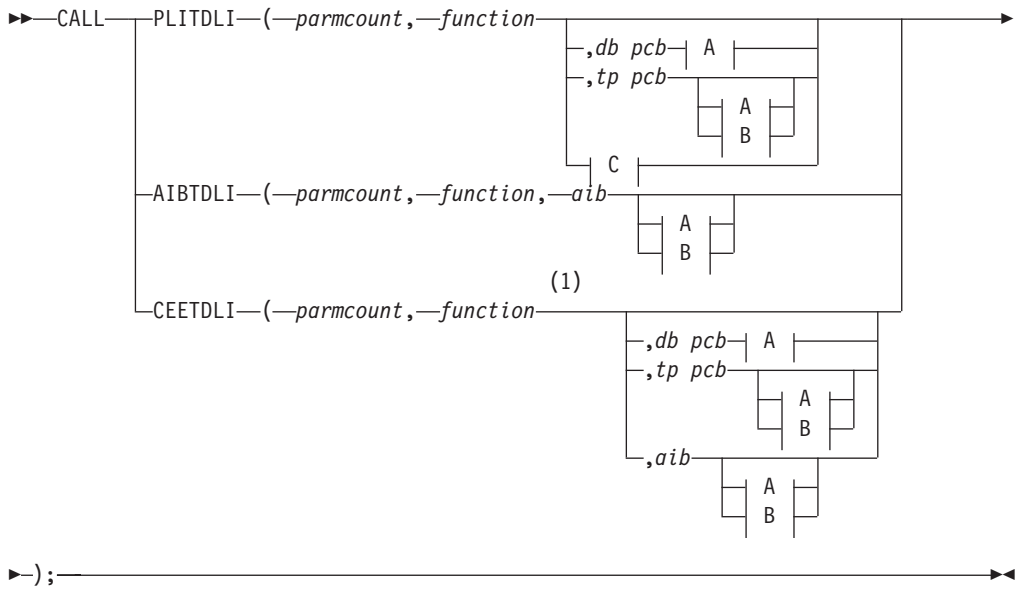 CALL PLITDLI ( parmcount, function
,db pcb A
,tp pcb
A
B
C
AIBTDLI ( parmcount, function, aib
A
B
(1)
CEETDLI ( parmcount, function
,db pcb A
,tp pcb
A
B
,aib
A
B
);